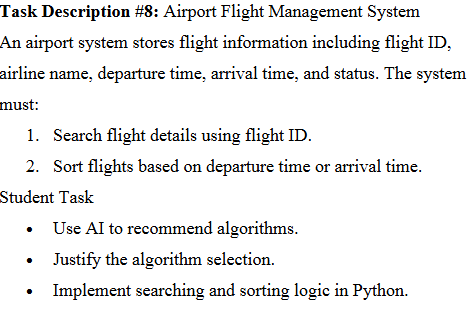 Task Description #8: Airport Flight Management System
An airport system stores flight information including flight ID,
airline name, departure time, arrival time, and status. The system
must:
1. Search flight details using flight ID.
2. Sort flights based on departure time or arrival time.
Student Task
• Use AI to recommend algorithms.
• Justify the algorithm selection.
• Implement searching and sorting logic in Python.